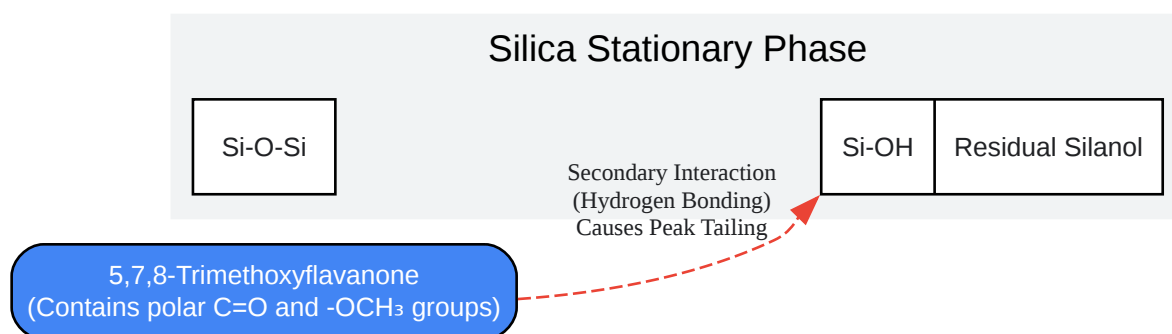 Silica Stationary Phase
Si-O-Si
Si-OH
Residual Silanol
Secondary Interaction
(Hydrogen Bonding)
Causes Peak Tailing
5,7,8-Trimethoxyflavanone
(Contains polar C=O and -OCH₃ groups)